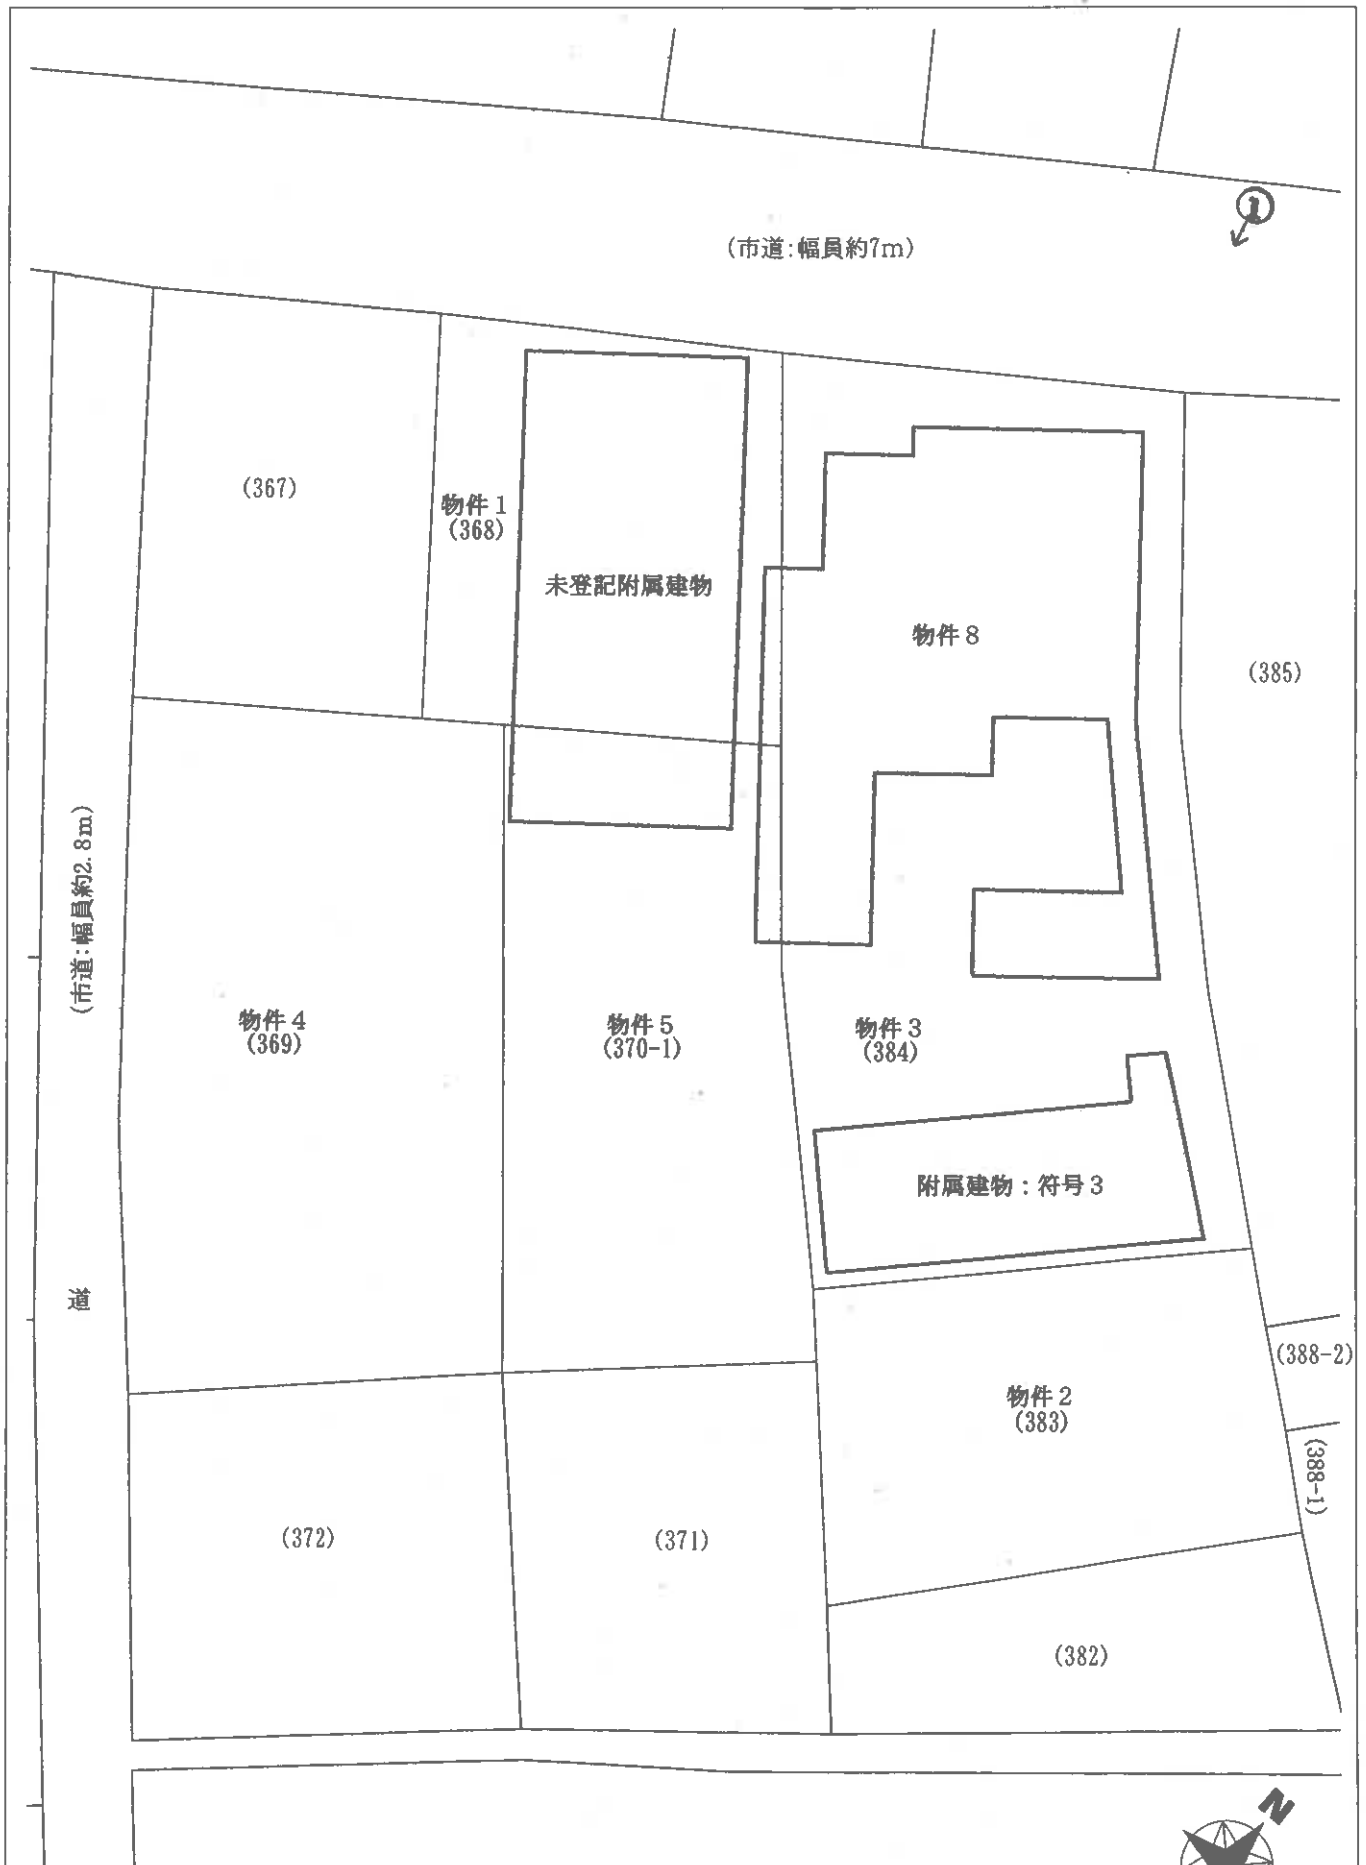 ①
(市道:幅員約7m)
(367)
物件1
(368)
未登記附属建物
物件8
(385)
(市道:幅員約2.8m)
物件4
(369)
物件5
(370-1)
物件3
(384)
附属建物:符号3
(388-2)
物件2
(383)
(388-1)
(372)
(371)
(382)
N